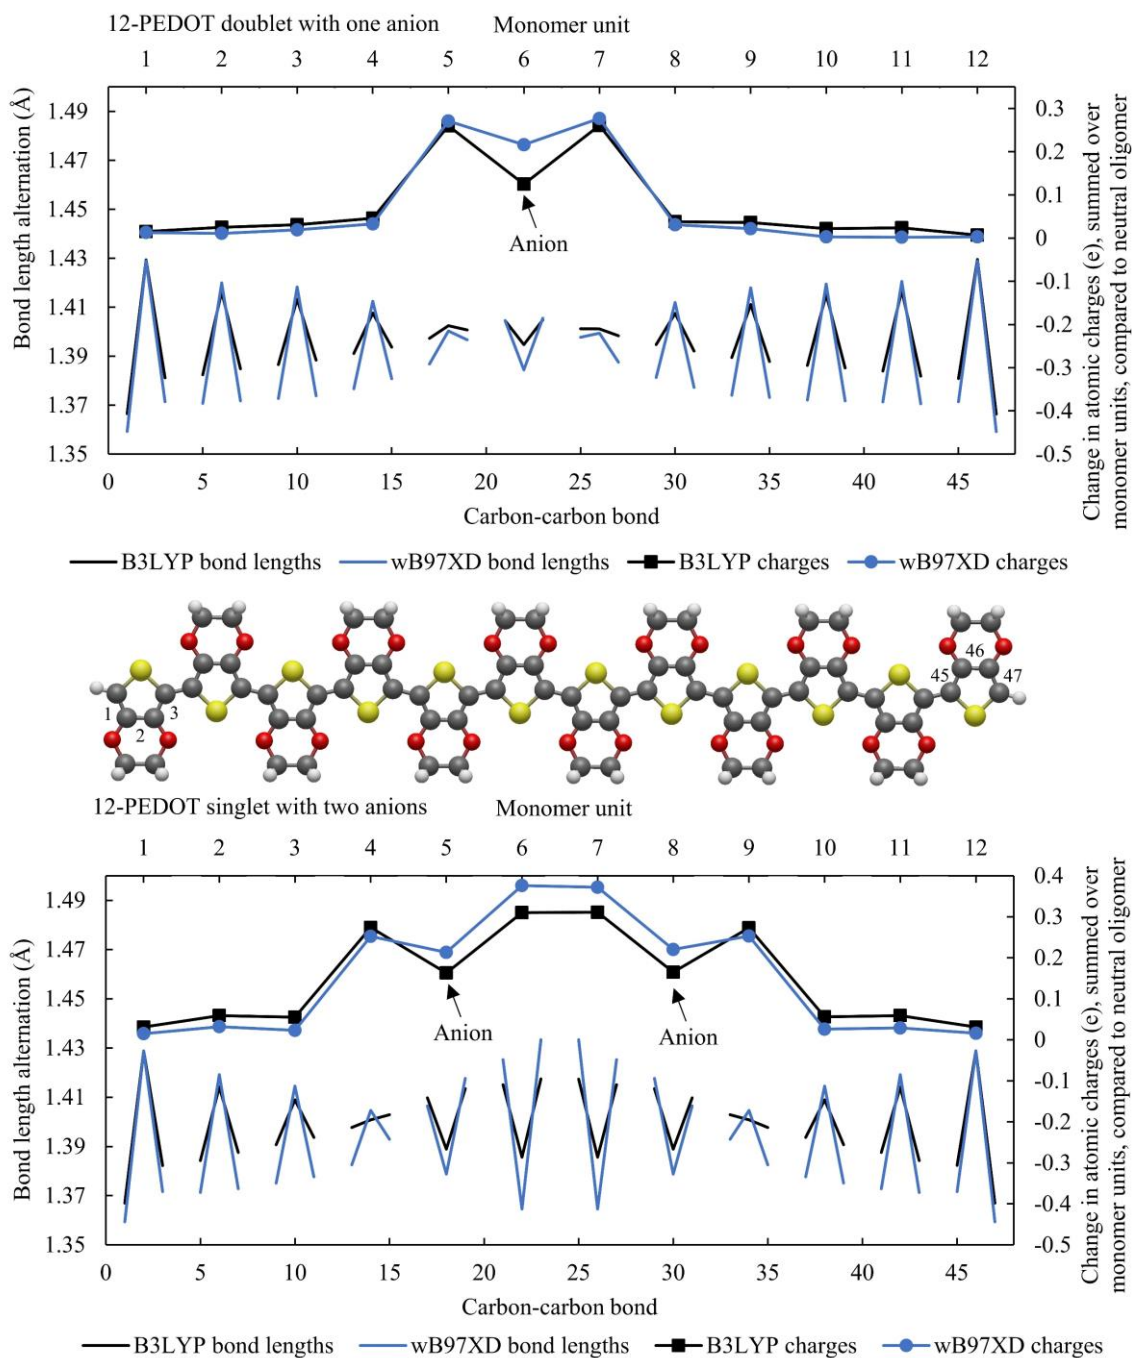 12-PEDOT doublet with one anion Monomer unit
1 2 3 4 5 6 7 8 9 10 11 12
Bond length alternation (Å)
1.49
1.47
1.45
1.43
1.41
1.39
1.37
1.35
Anion
0.3
0.2
0.1
0
-0.1
-0.2
-0.3
-0.4
-0.5
Change in atomic charges (e), summed over
monomer units, compared to neutral oligomer
0 5 10 15 20 25 30 35 40 45
Carbon-carbon bond
B3LYP bond lengths wB97XD bond lengths B3LYP charges wB97XD charges
1 2 3
45 46 47
12-PEDOT singlet with two anions Monomer unit
1 2 3 4 5 6 7 8 9 10 11 12
Bond length alternation (Å)
1.49
1.47
1.45
1.43
1.41
1.39
1.37
1.35
Anion
Anion
0.4
0.3
0.2
0.1
0
-0.1
-0.2
-0.3
-0.4
-0.5
Change in atomic charges (e), summed over
monomer units, compared to neutral oligomer
0 5 10 15 20 25 30 35 40 45
Carbon-carbon bond
B3LYP bond lengths wB97XD bond lengths B3LYP charges wB97XD charges